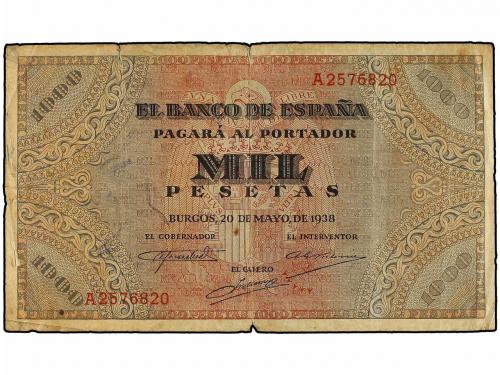 A2576820
1000
1000
EL BANCO DE ESPAÑA
PAGARÁ AL PORTADOR
MIL
PESETAS
BURGOS, 20 DE MAYO, DE 1938
EL GOBERNADOR
EL INTERVENTOR
EL CAJERO
1000
1000
A2576820